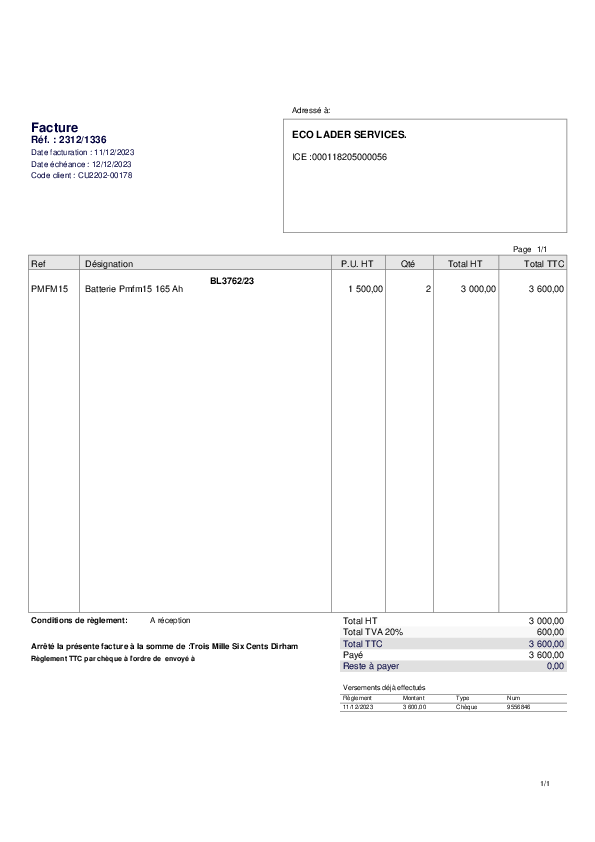 Adressé à:
Facture
Réf. : 2312/1336
Date facturation : 11/12/2023
Date échéance : 12/12/2023
Code client : CU2202-00178
ECO LADER SERVICES.
ICE :000118205000056
Page 1/1
Ref Désignation P.U. HT Qté Total HT Total TTC
BL3762/23
PMFM15 Batterie Pmfm15 165 Ah 1 500,00 2 3 000,00 3 600,00
Conditions de règlement: A réception
Arrêté la présente facture à la somme de :Trois Mille Six Cents Dirham
Règlement TTC par chèque à l'ordre de envoyé à
Total HT 3 000,00
Total TVA 20% 600,00
Total TTC 3 600,00
Payé 3 600,00
Reste à payer 0,00
Versements déjà effectués
Règlement Montant Type Num
11/12/2023 3 600,00 Chèque 9556846
1/1